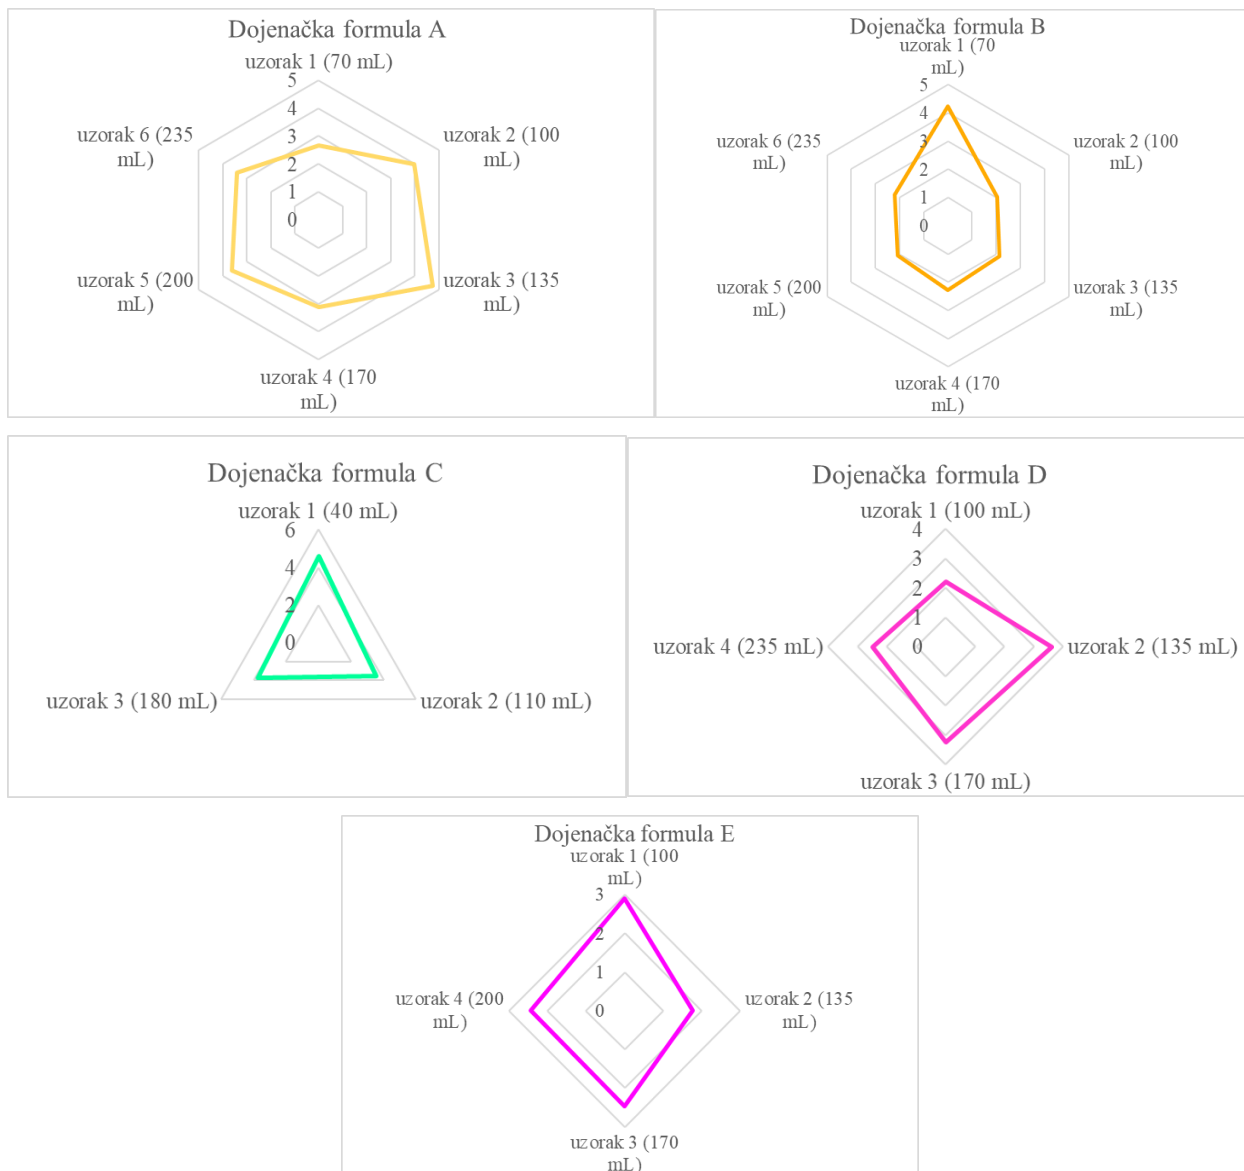 Dojenačka formula A
uzorak 1 (70 mL)
5
4
3
2
1
0
uzorak 2 (100
mL)
uzorak 3 (135
mL)
uzorak 4 (170
mL)
uzorak 5 (200
mL)
uzorak 6 (235
mL)
Dojenačka formula B
uzorak 1 (70
mL)
5
4
3
2
1
0
uzorak 2 (100
mL)
uzorak 3 (135
mL)
uzorak 4 (170
mL)
uzorak 5 (200
mL)
uzorak 6 (235
mL)
Dojenačka formula C
uzorak 1 (40 mL)
6
4
2
0
uzorak 2 (110 mL)
uzorak 3 (180 mL)
Dojenačka formula D
uzorak 1 (100 mL)
4
3
2
1
0
uzorak 2 (135 mL)
uzorak 3 (170 mL)
uzorak 4 (235 mL)
Dojenačka formula E
uzorak 1 (100
mL)
3
2
1
0
uzorak 2 (135
mL)
uzorak 3 (170
mL)
uzorak 4 (200
mL)